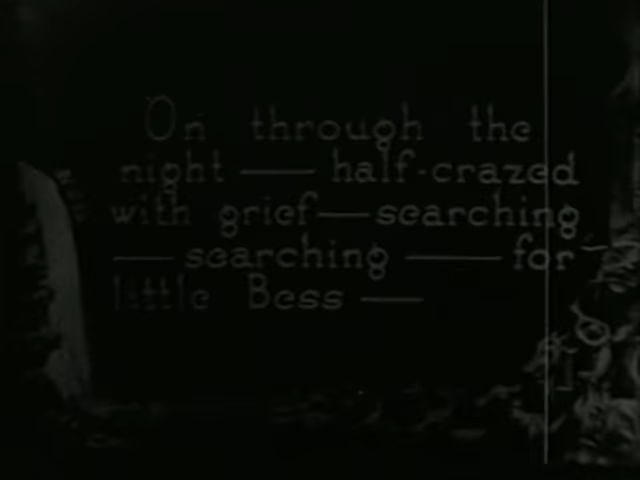 On through the
night — half-crazed
with grief — searching
— searching — for
little Bess —